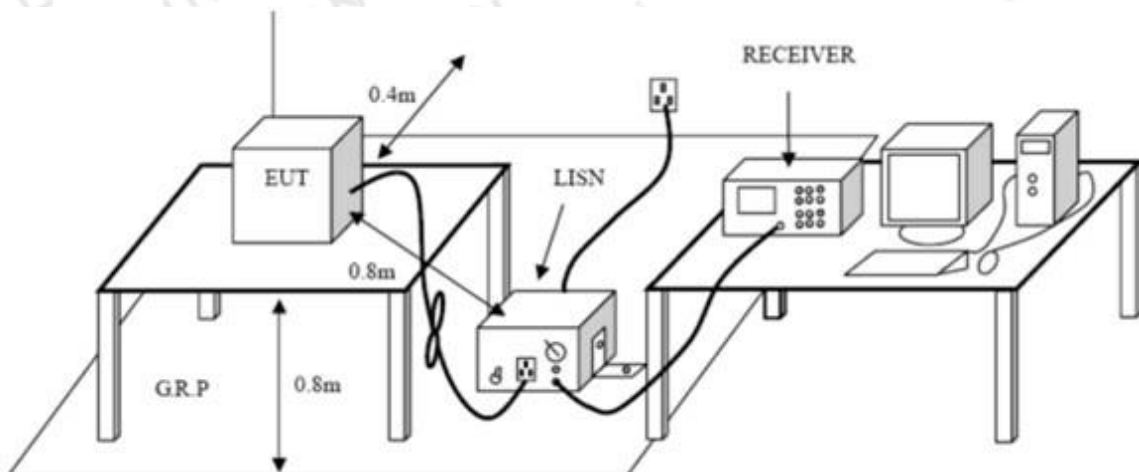 RECEIVER
0.4m
EUT
LISN
0.8m
G.R.P
0.8m